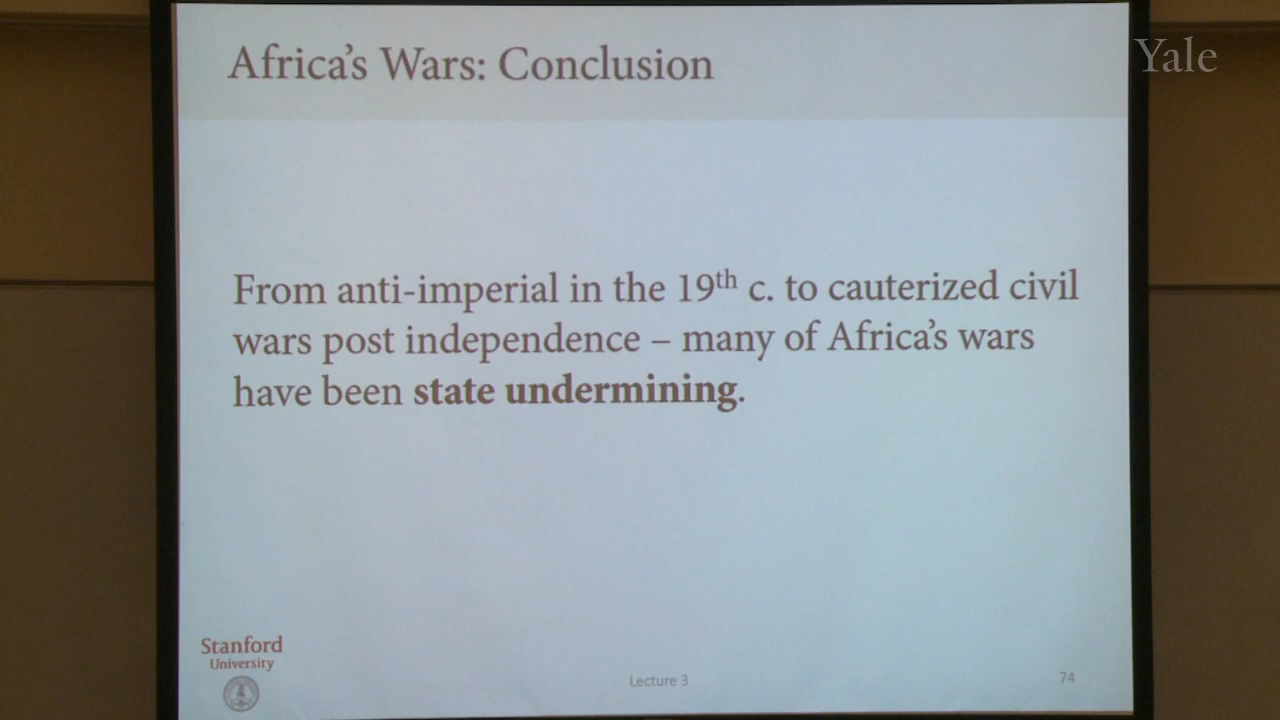 Yale
Africa's Wars: Conclusion
From anti-imperial in the 19th c. to cauterized civil
wars post independence – many of Africa's wars
have been state undermining.
Stanford
University
Lecture 3
74